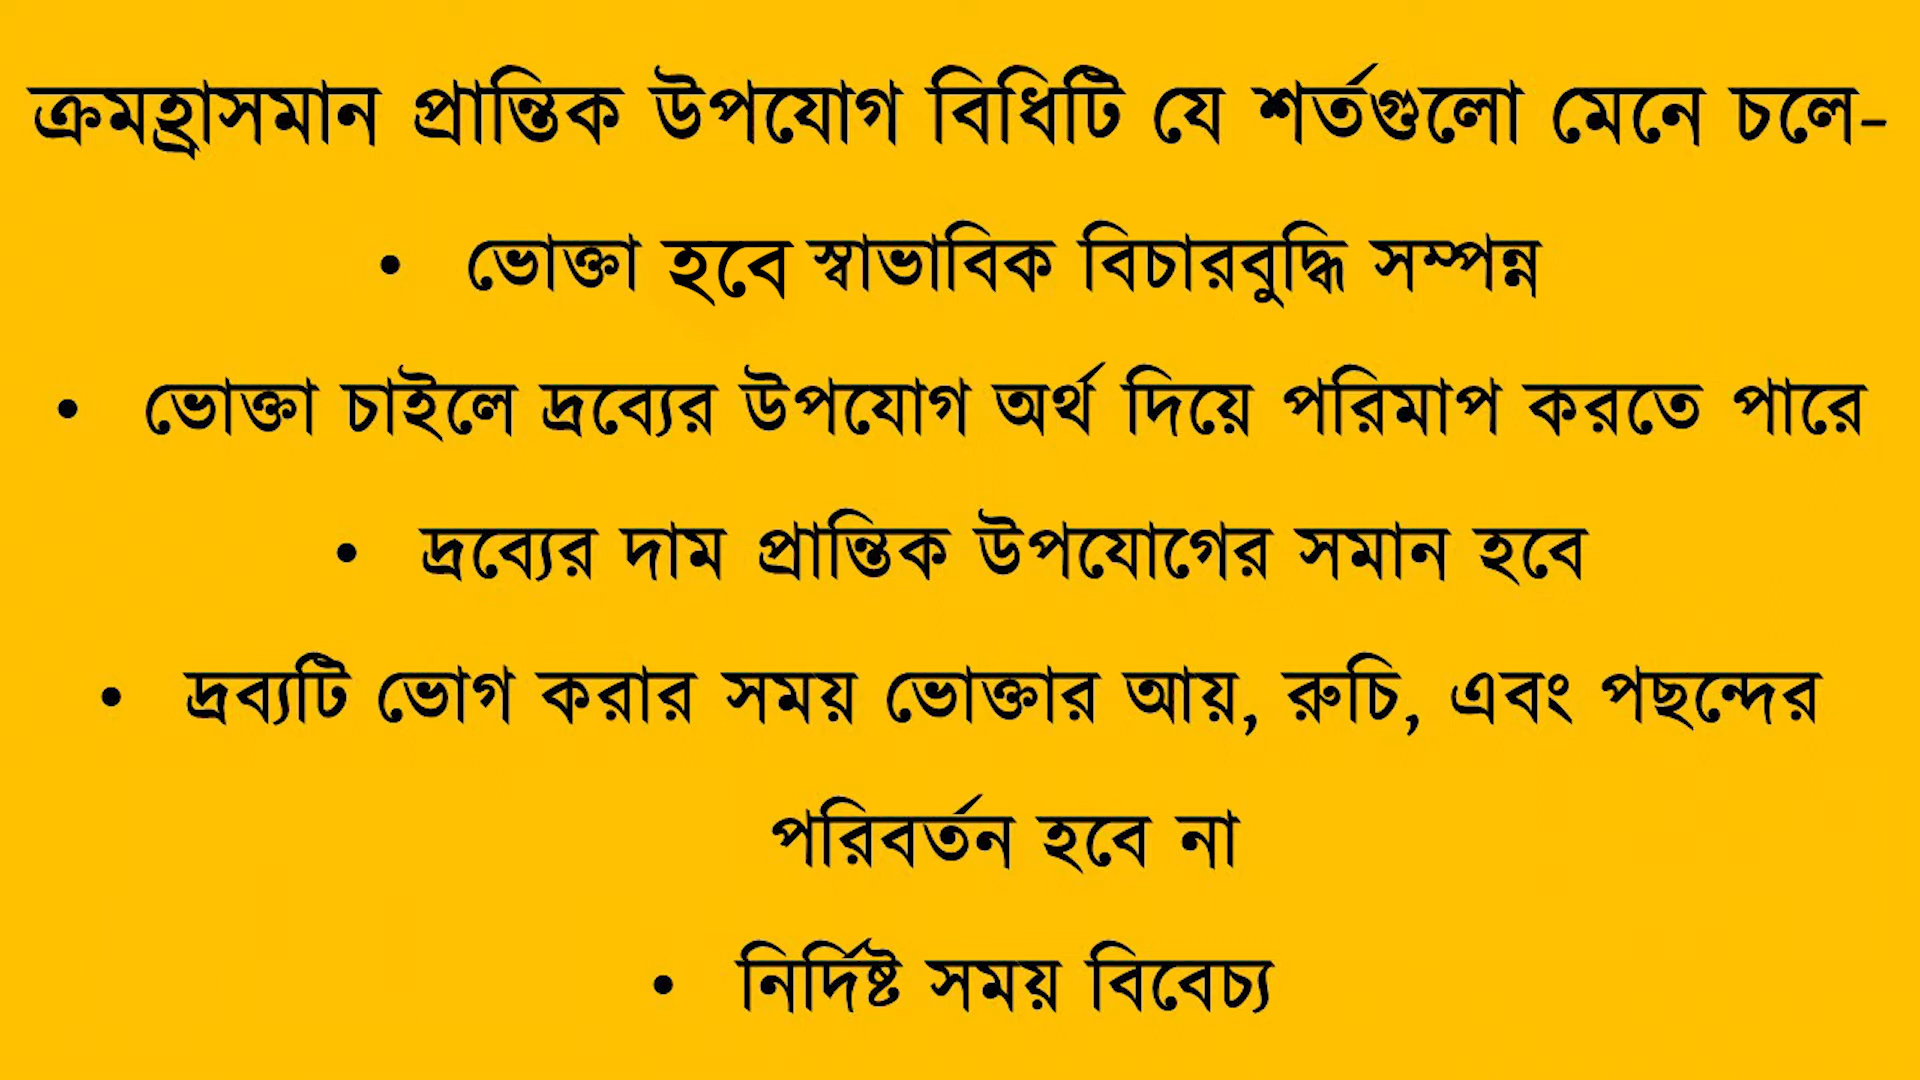 ক্রমহ্রাসমান প্রান্তিক উপযোগ বিধিটি যে শর্তগুলো মেনে চলে-
• ভোক্তা হবে স্বাভাবিক বিচারবুদ্ধি সম্পন্ন
• ভোক্তা চাইলে দ্রব্যের উপযোগ অর্থ দিয়ে পরিমাপ করতে পারে
• দ্রব্যের দাম প্রান্তিক উপযোগের সমান হবে
• দ্রব্যটি ভোগ করার সময় ভোক্তার আয়, রুচি, এবং পছন্দের
পরিবর্তন হবে না
• নির্দিষ্ট সময় বিবেচ্য